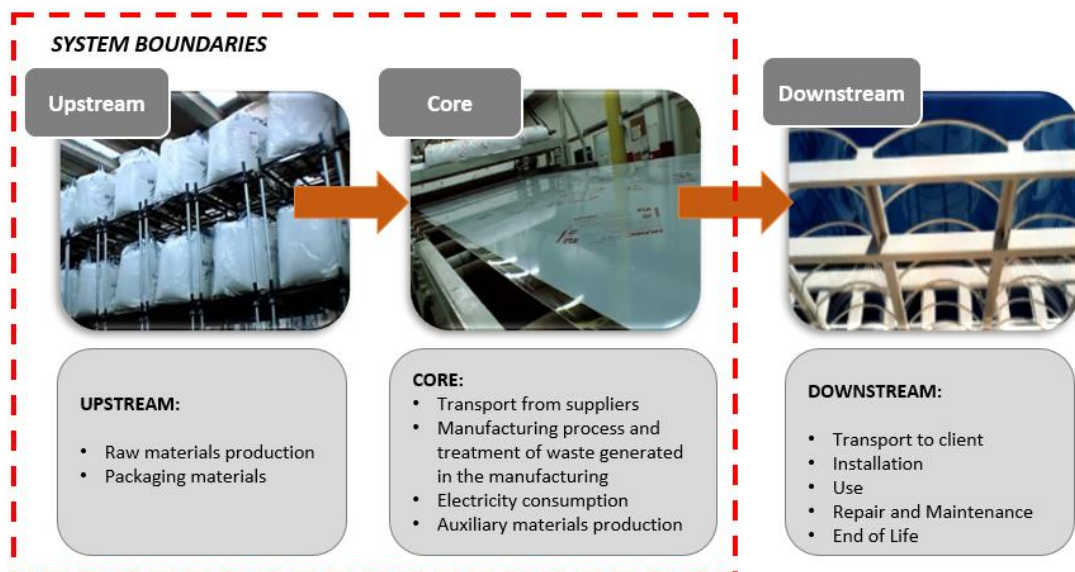 SYSTEM BOUNDARIES
Upstream
Core
Downstream
UPSTREAM:
• Raw materials production
• Packaging materials
CORE:
• Transport from suppliers
• Manufacturing process and
treatment of waste generated
in the manufacturing
• Electricity consumption
• Auxiliary materials production
DOWNSTREAM:
• Transport to client
• Installation
• Use
• Repair and Maintenance
• End of Life